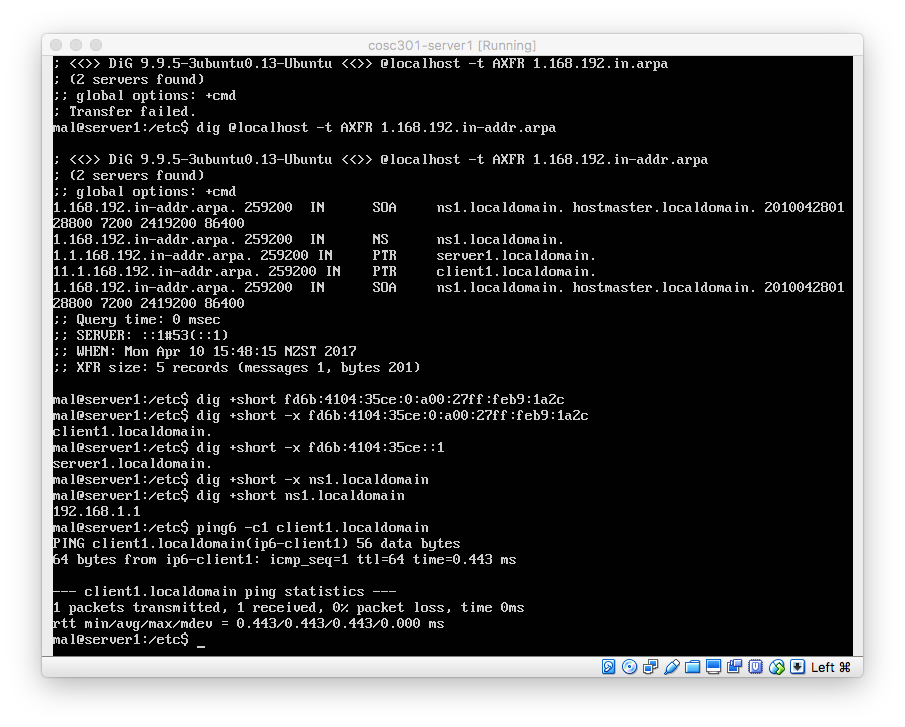 cosc301-server1 [Running]
; <<>> DiG 9.9.5-3ubuntu0.13-Ubuntu <<>> @localhost -t AXFR 1.168.192.in.arpa
; (2 servers found)
;; global options: +cmd
; Transfer failed.
mal@server1:/etc$ dig @localhost -t AXFR 1.168.192.in-addr.arpa
; <<>> DiG 9.9.5-3ubuntu0.13-Ubuntu <<>> @localhost -t AXFR 1.168.192.in-addr.arpa
; (2 servers found)
;; global options: +cmd
1.168.192.in-addr.arpa. 259200 IN SOA ns1.localdomain. hostmaster.localdomain. 2010042801
28800 7200 2419200 86400
1.168.192.in-addr.arpa. 259200 IN NS ns1.localdomain.
1.1.168.192.in-addr.arpa. 259200 IN PTR server1.localdomain.
11.1.168.192.in-addr.arpa. 259200 IN PTR client1.localdomain.
1.168.192.in-addr.arpa. 259200 IN SOA ns1.localdomain. hostmaster.localdomain. 2010042801
28800 7200 2419200 86400
;; Query time: 0 msec
;; SERVER: ::1#53(::1)
;; WHEN: Mon Apr 10 15:48:15 NZST 2017
;; XFR size: 5 records (messages 1, bytes 201)
mal@server1:/etc$ dig +short fd6b:4104:35ce:0:a00:27ff:feb9:1a2c
mal@server1:/etc$ dig +short -x fd6b:4104:35ce:0:a00:27ff:feb9:1a2c
client1.localdomain.
mal@server1:/etc$ dig +short -x fd6b:4104:35ce::1
server1.localdomain.
mal@server1:/etc$ dig +short -x ns1.localdomain
mal@server1:/etc$ dig +short ns1.localdomain
192.168.1.1
mal@server1:/etc$ ping6 -c1 client1.localdomain
PING client1.localdomain(ip6-client1) 56 data bytes
64 bytes from ip6-client1: icmp_seq=1 ttl=64 time=0.443 ms
--- client1.localdomain ping statistics ---
1 packets transmitted, 1 received, 0% packet loss, time 0ms
rtt min/avg/max/mdev = 0.443/0.443/0.443/0.000 ms
mal@server1:/etc$ _
Left ⌘